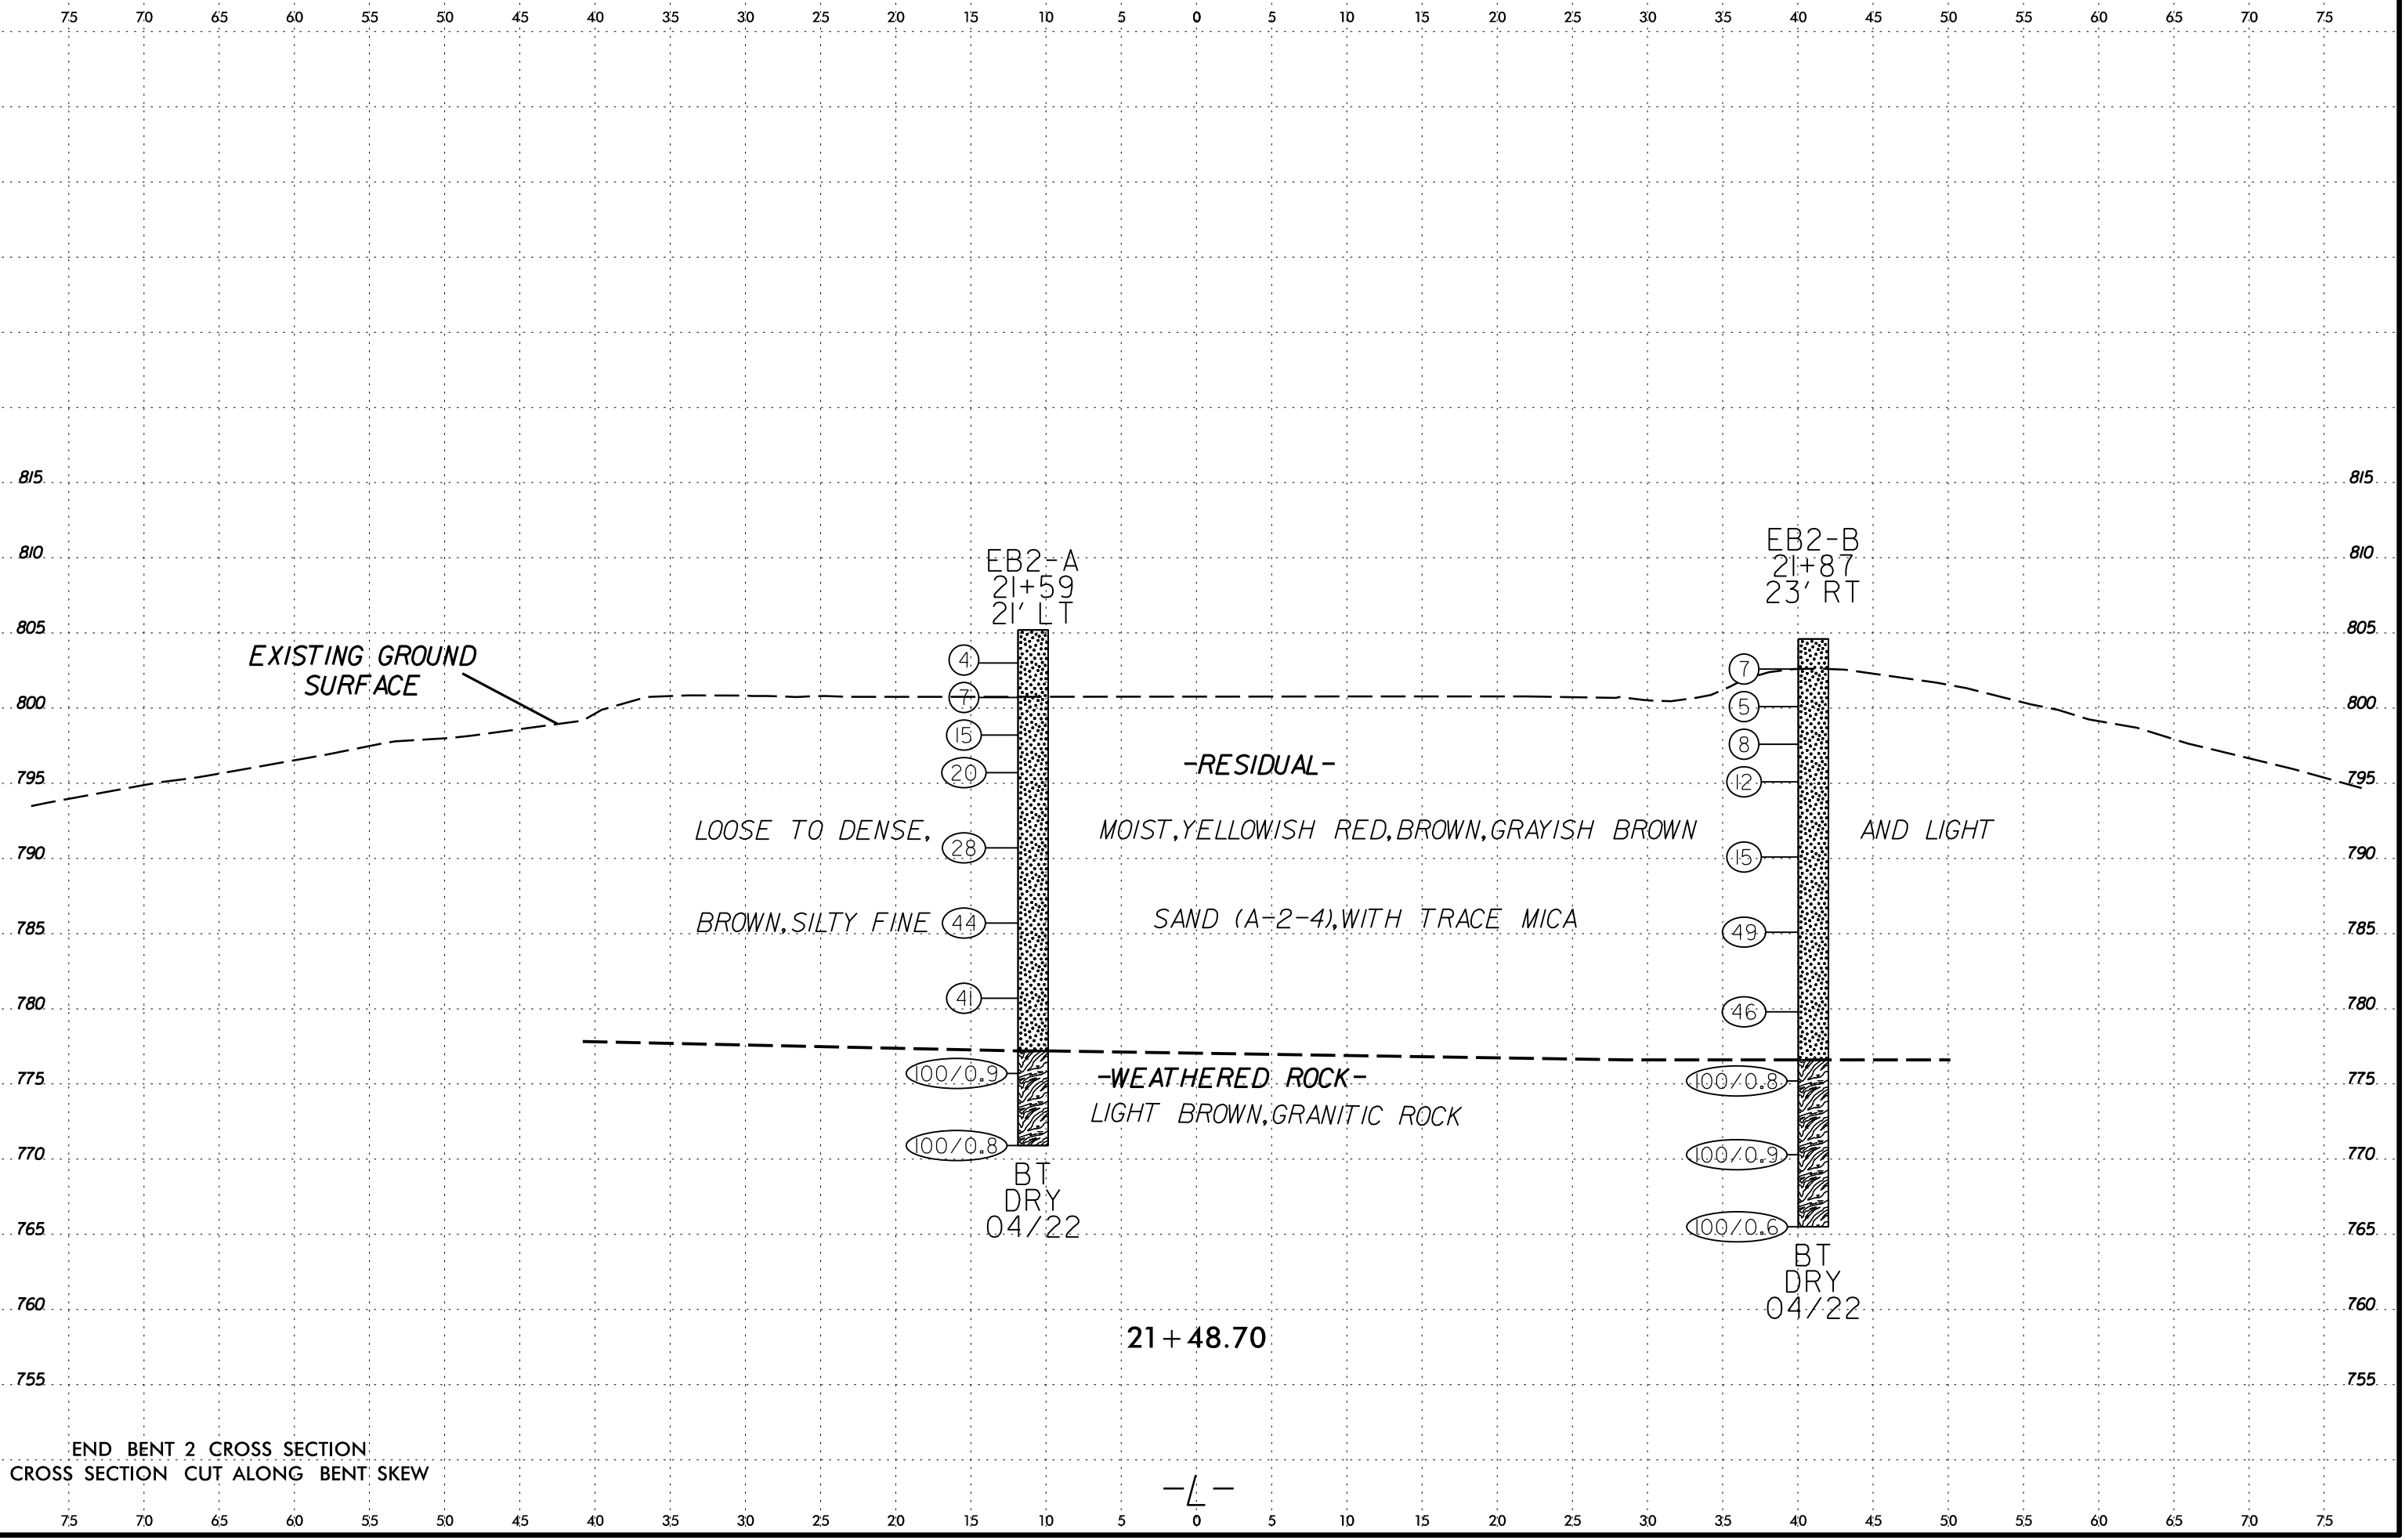 75 70 65 60 55 50 45 40 35 30 25 20 15 10 5 0 5 10 15 20 25 30 35 40 45 50 55 60 65 70 75
815 815
810 810
EB2-A
21+59
21' LT
EB2-B
21+87
23' RT
805 805
EXISTING GROUND
SURFACE
4
7
7
800 800
5
15
8
-RESIDUAL-
20
12
795 795
LOOSE TO DENSE, MOIST, YELLOWISH RED, BROWN, GRAYISH BROWN AND LIGHT
28
15
790 790
BROWN, SILTY FINE SAND (A-2-4), WITH TRACE MICA
44
49
785 785
41
46
780 780
100/0.9
-WEATHERED ROCK-
100/0.8
775 775
LIGHT BROWN, GRANITIC ROCK
100/0.8
100/0.9
770 770
BT
DRY
04/22
100/0.6
765 765
BT
DRY
04/22
760 760
21+48.70
755 755
END BENT 2 CROSS SECTION
CROSS SECTION CUT ALONG BENT SKEW
-L-
75 70 65 60 55 50 45 40 35 30 25 20 15 10 5 0 5 10 15 20 25 30 35 40 45 50 55 60 65 70 75